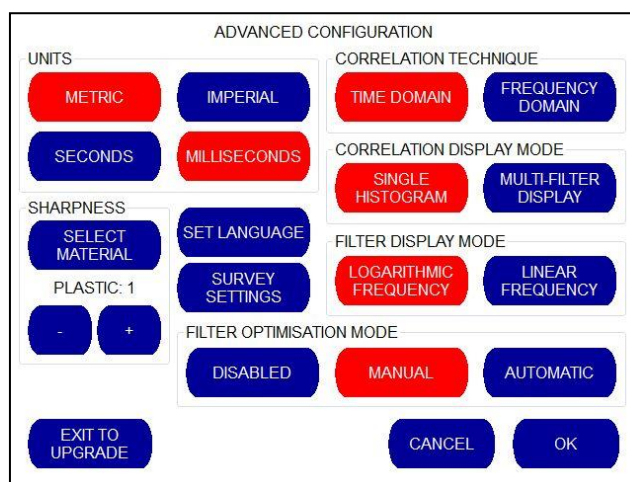 ADVANCED CONFIGURATION
UNITS
METRIC
IMPERIAL
SECONDS
MILLISECONDS
CORRELATION TECHNIQUE
TIME DOMAIN
FREQUENCY
DOMAIN
CORRELATION DISPLAY MODE
SINGLE
HISTOGRAM
MULTI-FILTER
DISPLAY
SHARPNESS
SELECT
MATERIAL
PLASTIC: 1
-
+
SET LANGUAGE
SURVEY
SETTINGS
FILTER DISPLAY MODE
LOGARITHMIC
FREQUENCY
LINEAR
FREQUENCY
FILTER OPTIMISATION MODE
DISABLED
MANUAL
AUTOMATIC
EXIT TO
UPGRADE
CANCEL
OK